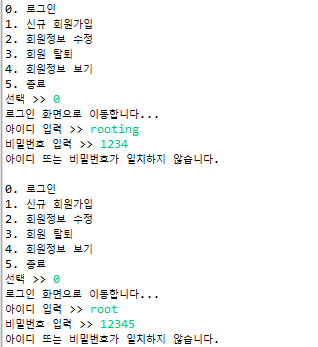 0. 로그인
1. 신규 회원가입
2. 회원정보 수정
3. 회원 탈퇴
4. 회원정보 보기
5. 종료
선택 >> 0
로그인 화면으로 이동합니다...
아이디 입력 >> rooting
비밀번호 입력 >> 1234
아이디 또는 비밀번호가 일치하지 않습니다.

0. 로그인
1. 신규 회원가입
2. 회원정보 수정
3. 회원 탈퇴
4. 회원정보 보기
5. 종료
선택 >> 0
로그인 화면으로 이동합니다...
아이디 입력 >> root
비밀번호 입력 >> 12345
아이디 또는 비밀번호가 일치하지 않습니다.